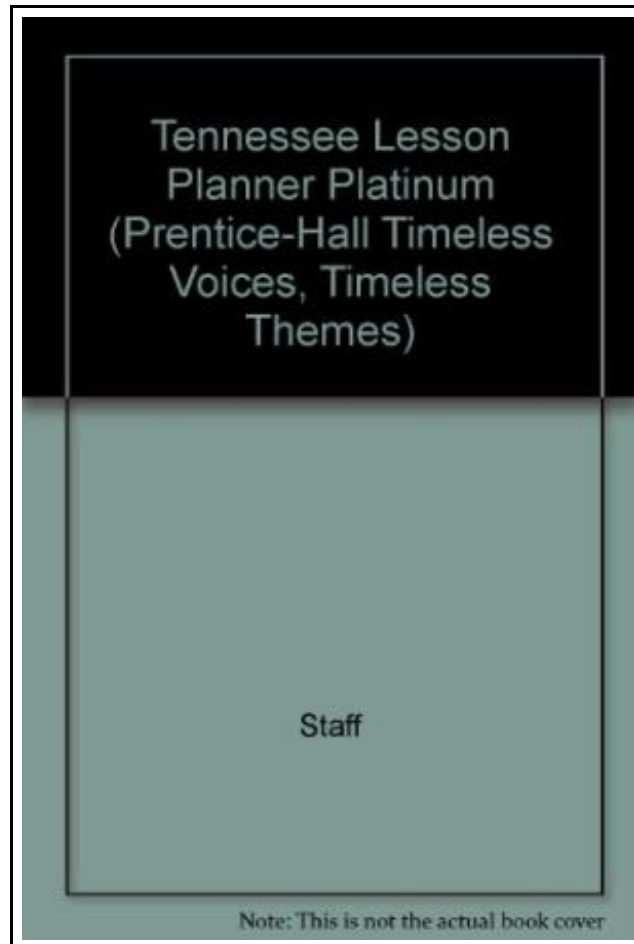 Tennessee Lesson
Planner Platinum
(Prentice-Hall Timeless
Voices, Timeless
Themes)
Staff
Note: This is not the actual book cover